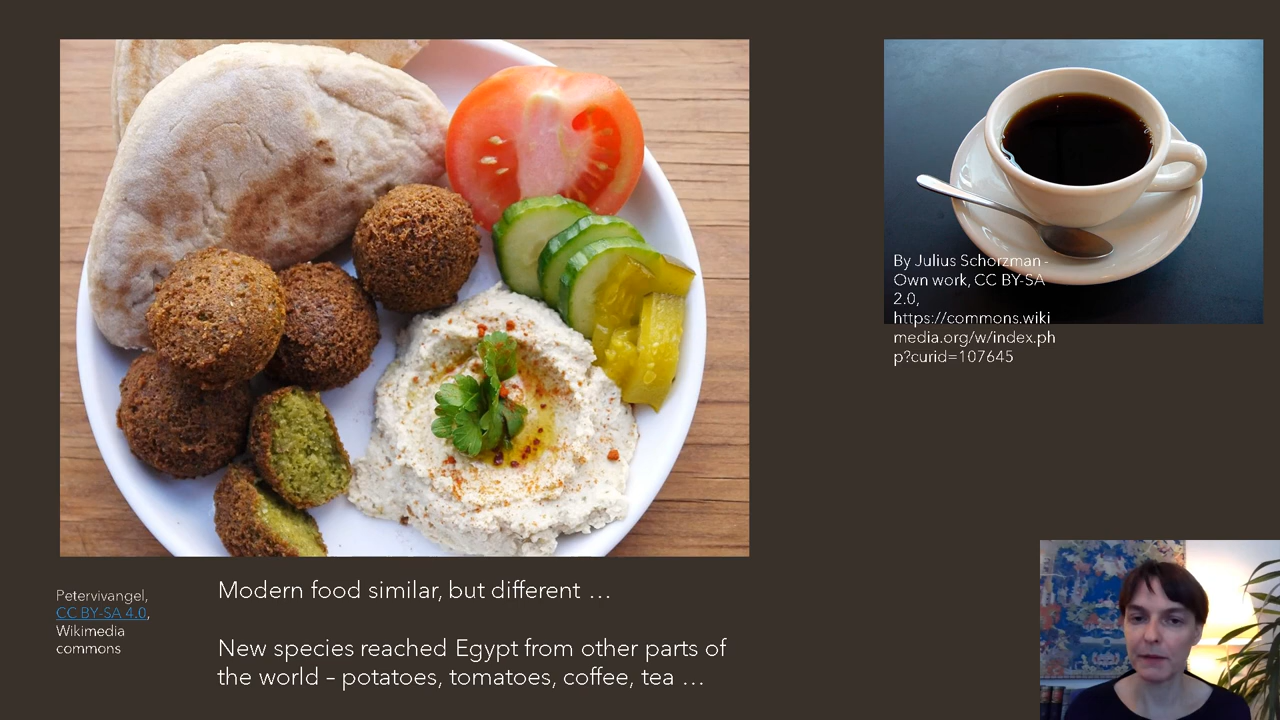 By Julius Schorzman -
Own work, CC BY-SA
2.0,
https://commons.wiki
media.org/w/index.ph
p?curid=107645
Petervivangel,
CC BY-SA 4.0,
Wikimedia
commons
Modern food similar, but different …
New species reached Egypt from other parts of
the world – potatoes, tomatoes, coffee, tea …